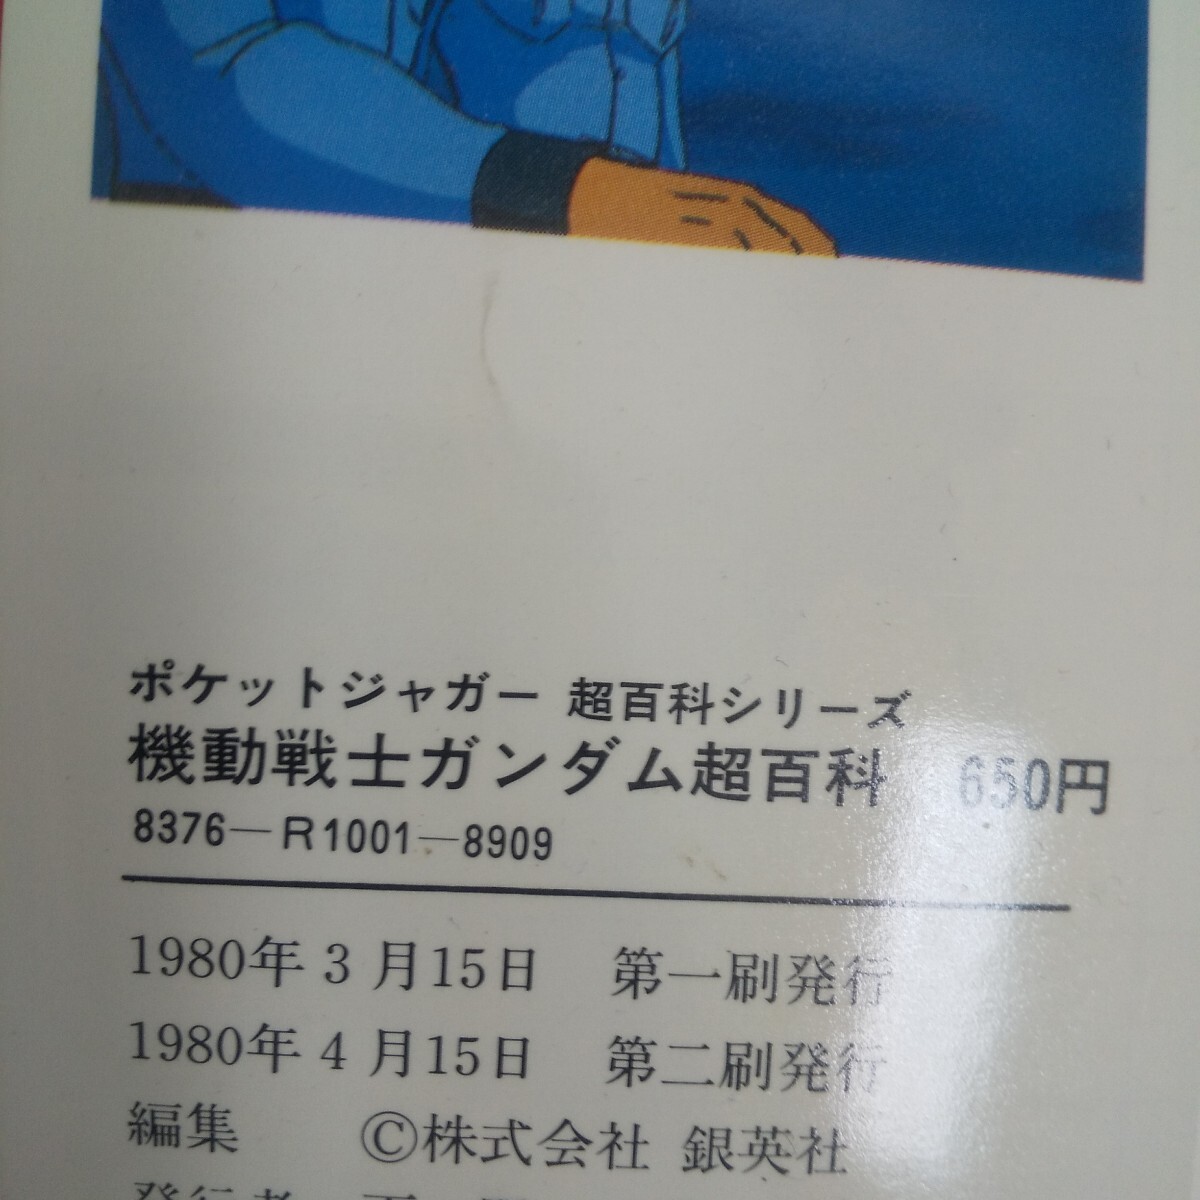 ポケットジャガー 超百科シリーズ
機動戦士ガンダム超百科 650円
8376—R1001—8909
1980年3月15日 第一刷発行
1980年4月15日 第二刷発行
編集 ©株式会社 銀英社
発行者